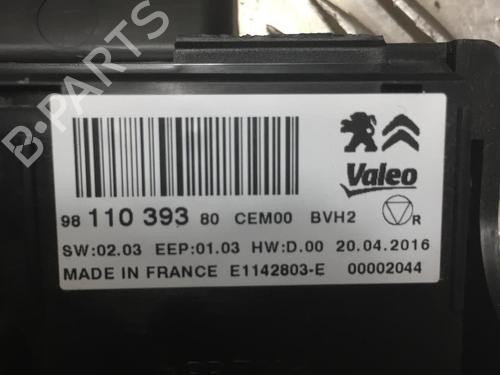 B-PARTS
Valeo
98 110 393 80 CEM00 BVH2
R
SW:02.03 EEP:01.03 HW:D.00 20.04.2016
MADE IN FRANCE E1142803-E 00002044